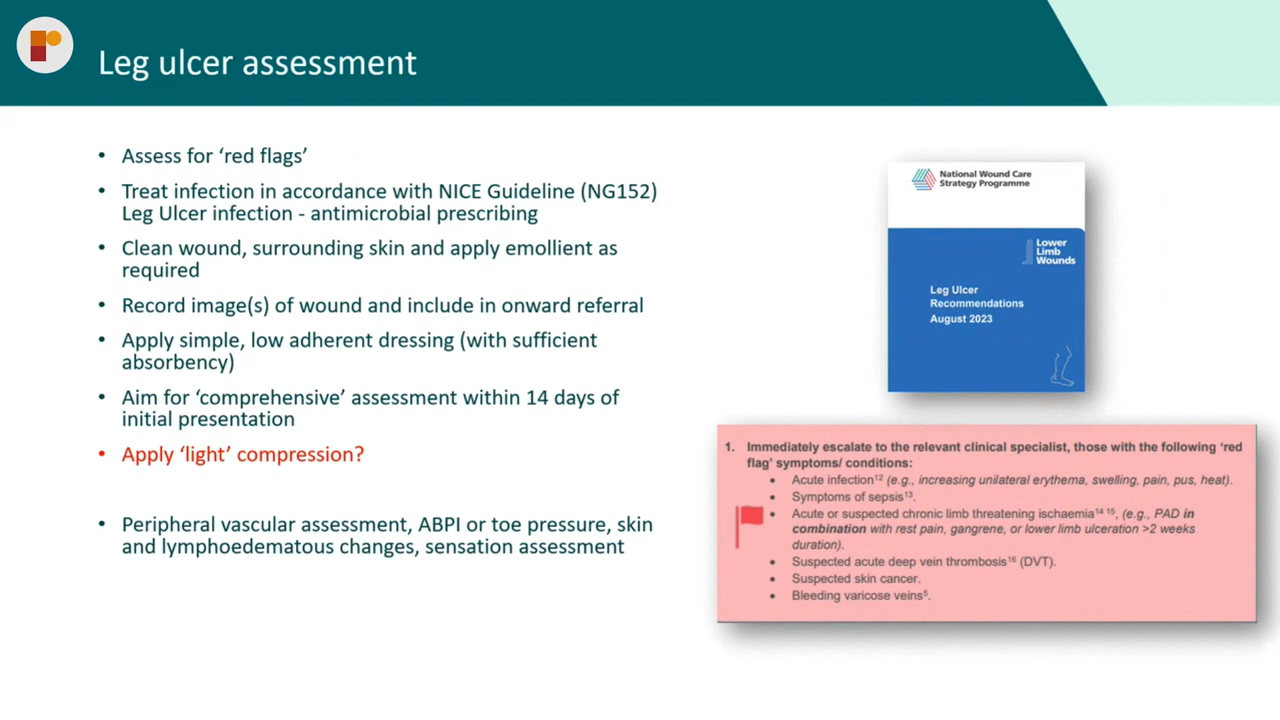 Leg ulcer assessment
• Assess for ‘red flags’
• Treat infection in accordance with NICE Guideline (NG152)
Leg Ulcer infection - antimicrobial prescribing
• Clean wound, surrounding skin and apply emollient as
required
• Record image(s) of wound and include in onward referral
• Apply simple, low adherent dressing (with sufficient
absorbency)
• Aim for ‘comprehensive’ assessment within 14 days of
initial presentation
• Apply ‘light’ compression?
• Peripheral vascular assessment, ABPI or toe pressure, skin
and lymphoedematous changes, sensation assessment
National Wound Care
Strategy Programme
Lower
Limb
Wounds
Leg Ulcer
Recommendations
August 2023
1. Immediately escalate to the relevant clinical specialist, those with the following ‘red
flag’ symptoms/ conditions:
• Acute infection¹² (e.g., increasing unilateral erythema, swelling, pain, pus, heat).
• Symptoms of sepsis¹³.
• Acute or suspected chronic limb threatening ischaemia¹⁴ ¹⁵, (e.g., PAD in
combination with rest pain, gangrene, or lower limb ulceration >2 weeks
duration).
• Suspected acute deep vein thrombosis¹⁶ (DVT).
• Suspected skin cancer.
• Bleeding varicose veins⁵.